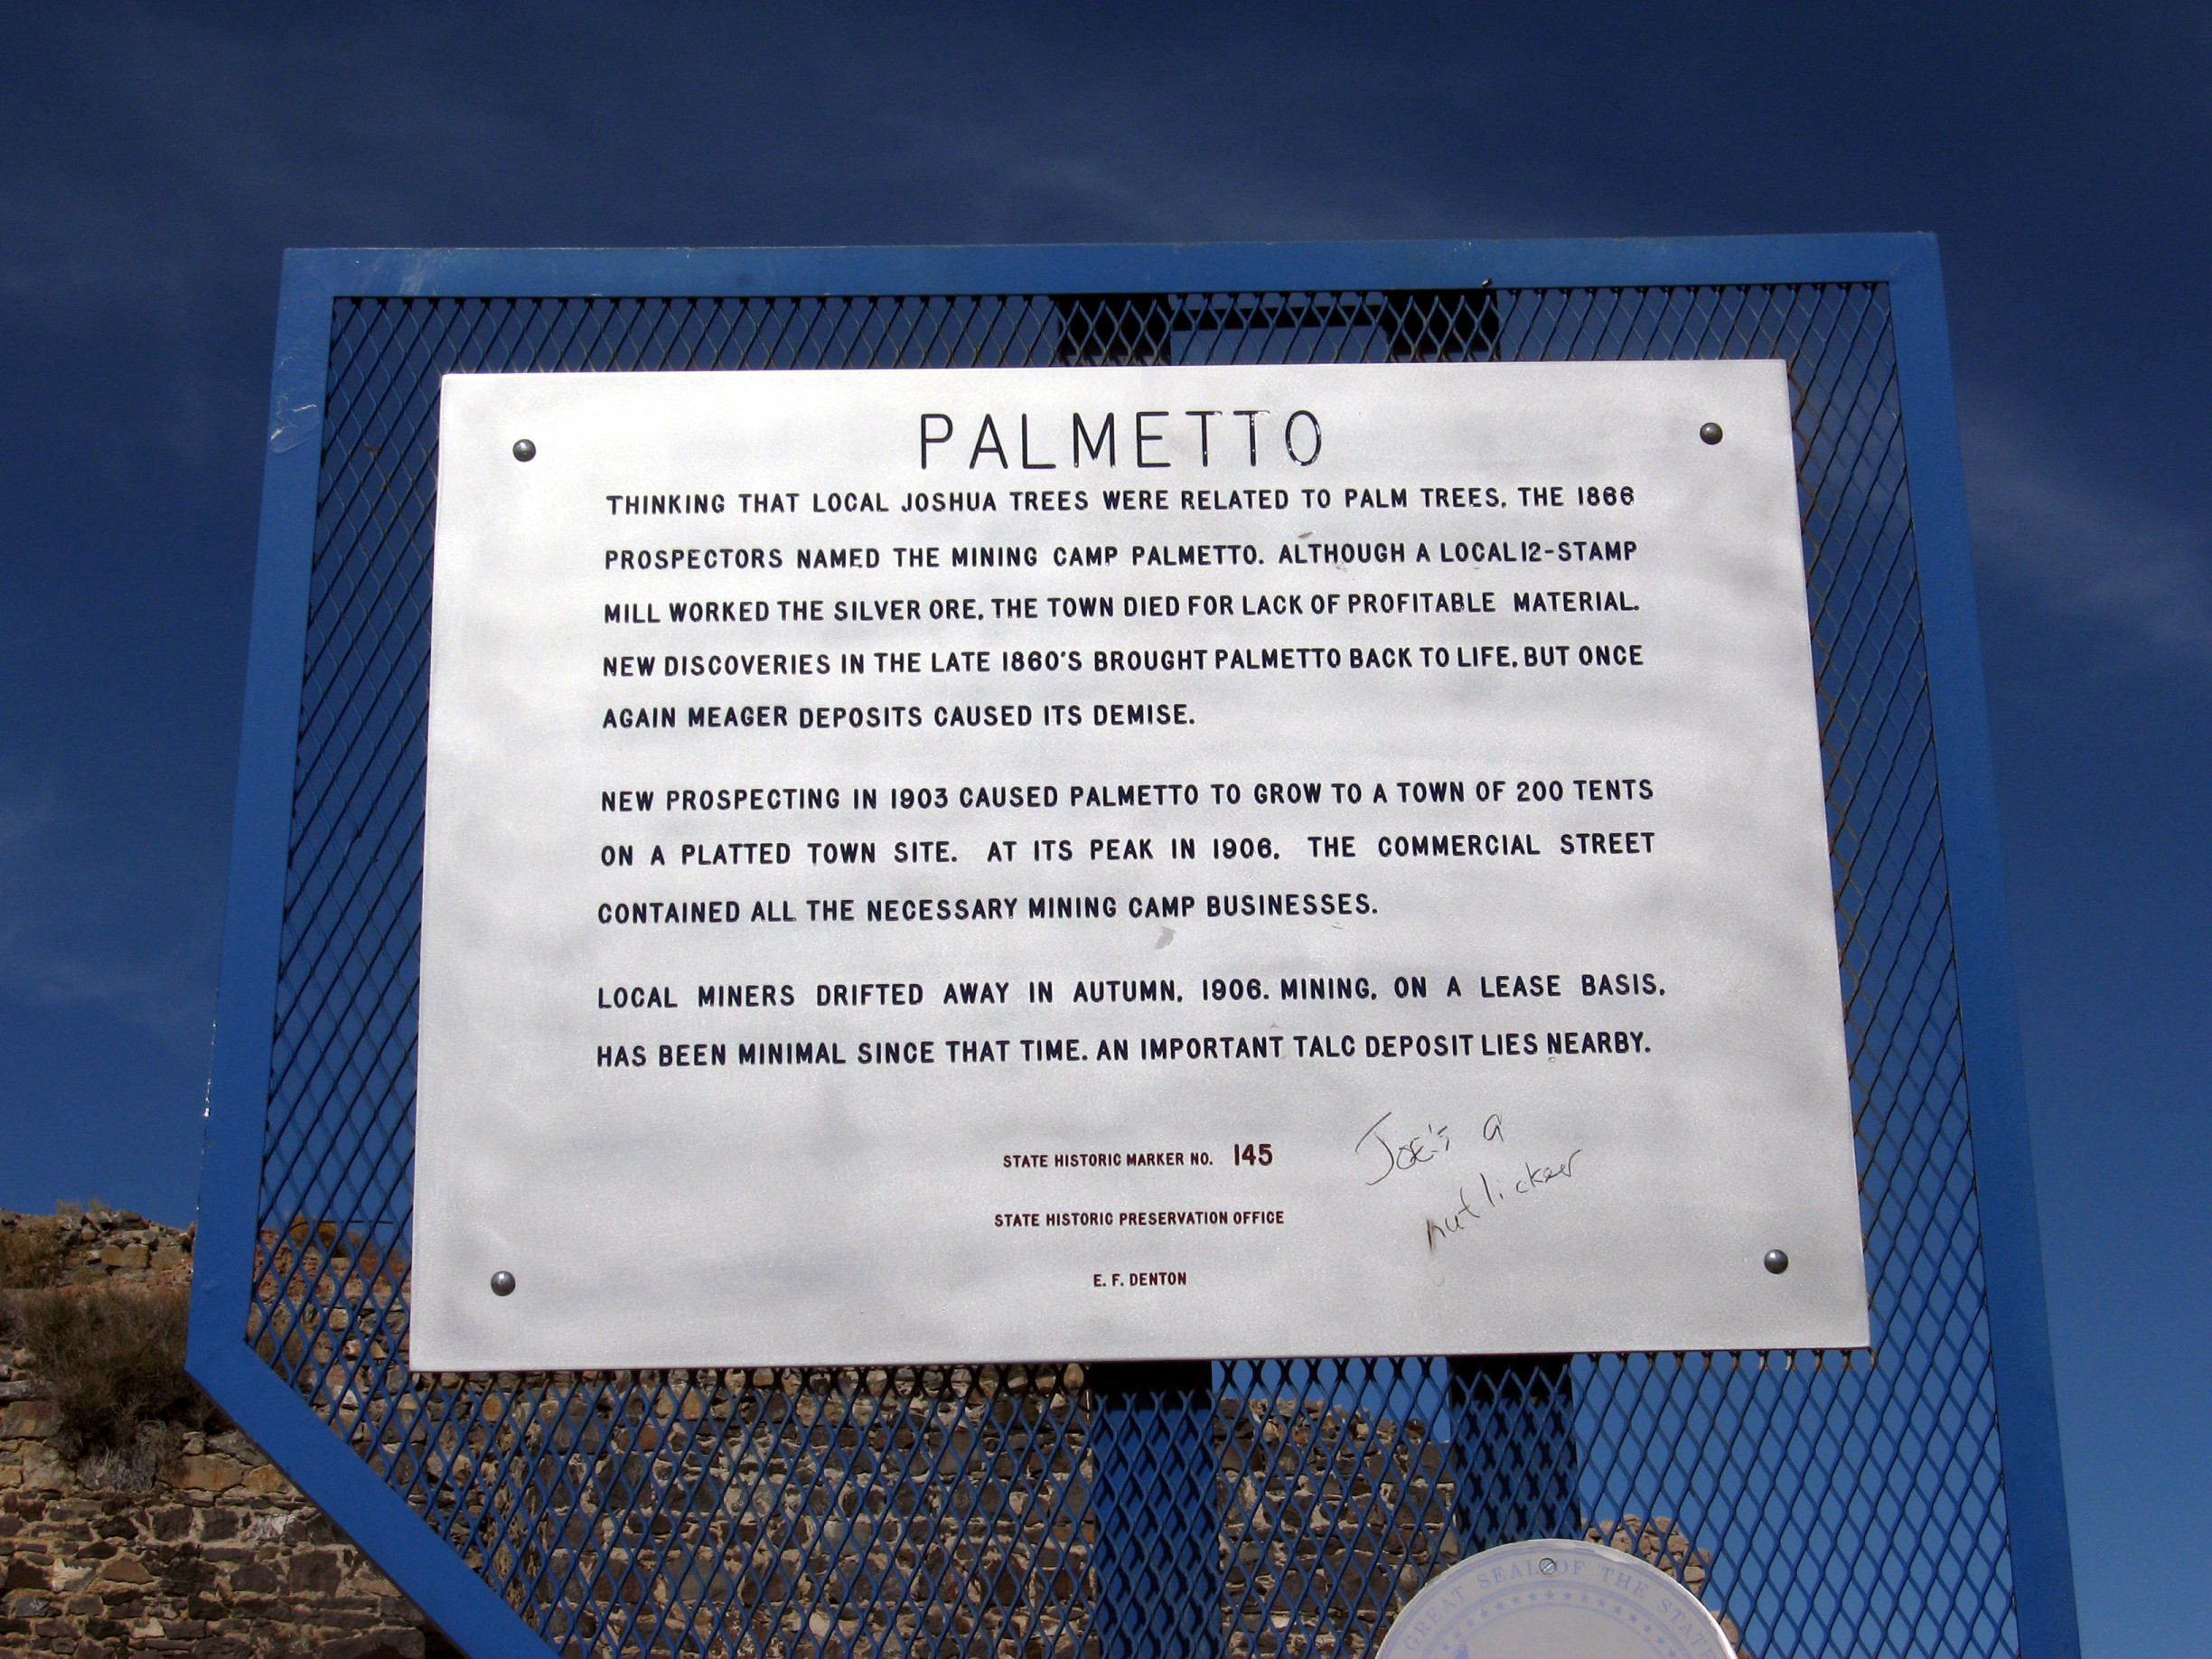 PALMETTO
THINKING THAT LOCAL JOSHUA TREES WERE RELATED TO PALM TREES, THE 1866
PROSPECTORS NAMED THE MINING CAMP PALMETTO. ALTHOUGH A LOCAL 12-STAMP
MILL WORKED THE SILVER ORE, THE TOWN DIED FOR LACK OF PROFITABLE MATERIAL.
NEW DISCOVERIES IN THE LATE 1860'S BROUGHT PALMETTO BACK TO LIFE, BUT ONCE
AGAIN MEAGER DEPOSITS CAUSED ITS DEMISE.
NEW PROSPECTING IN 1903 CAUSED PALMETTO TO GROW TO A TOWN OF 200 TENTS
ON A PLATTED TOWN SITE. AT ITS PEAK IN 1906, THE COMMERCIAL STREET
CONTAINED ALL THE NECESSARY MINING CAMP BUSINESSES.
LOCAL MINERS DRIFTED AWAY IN AUTUMN, 1906. MINING, ON A LEASE BASIS,
HAS BEEN MINIMAL SINCE THAT TIME. AN IMPORTANT TALC DEPOSIT LIES NEARBY.
STATE HISTORIC MARKER NO. 145
STATE HISTORIC PRESERVATION OFFICE
E. F. DENTON
JOE's a
nut licker
GREAT SEAL OF THE STATE